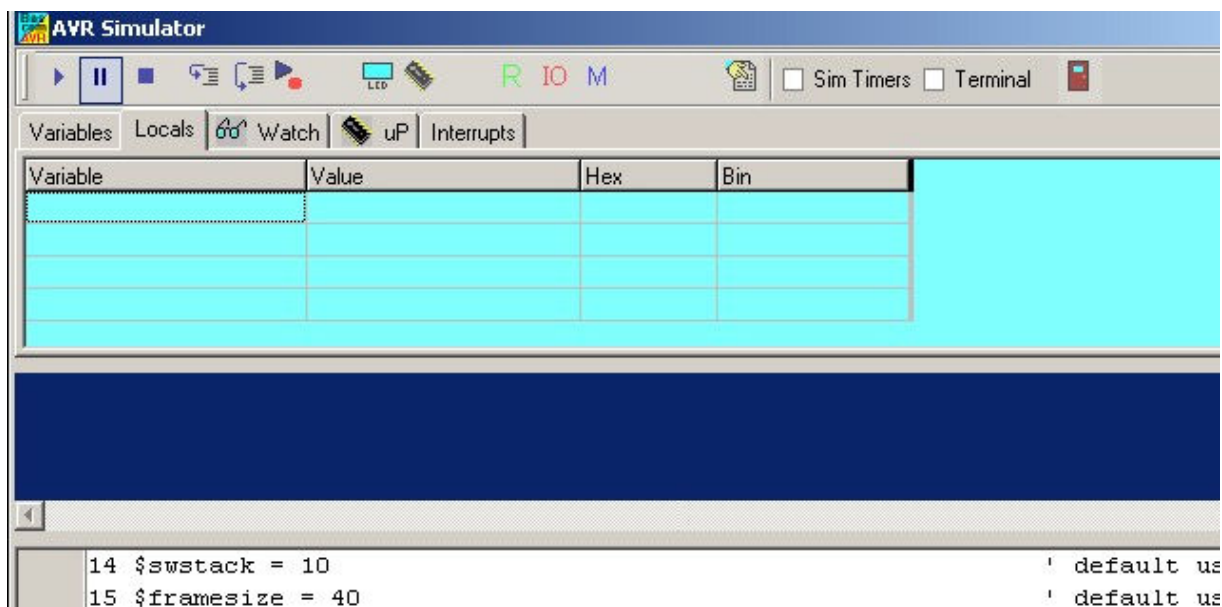 AVR Simulator
R IO M Sim Timers Terminal
Variables Locals Watch uP Interrupts
Variable Value Hex Bin
14 $swstack = 10 ' default us
15 $framesize = 40 ' default us